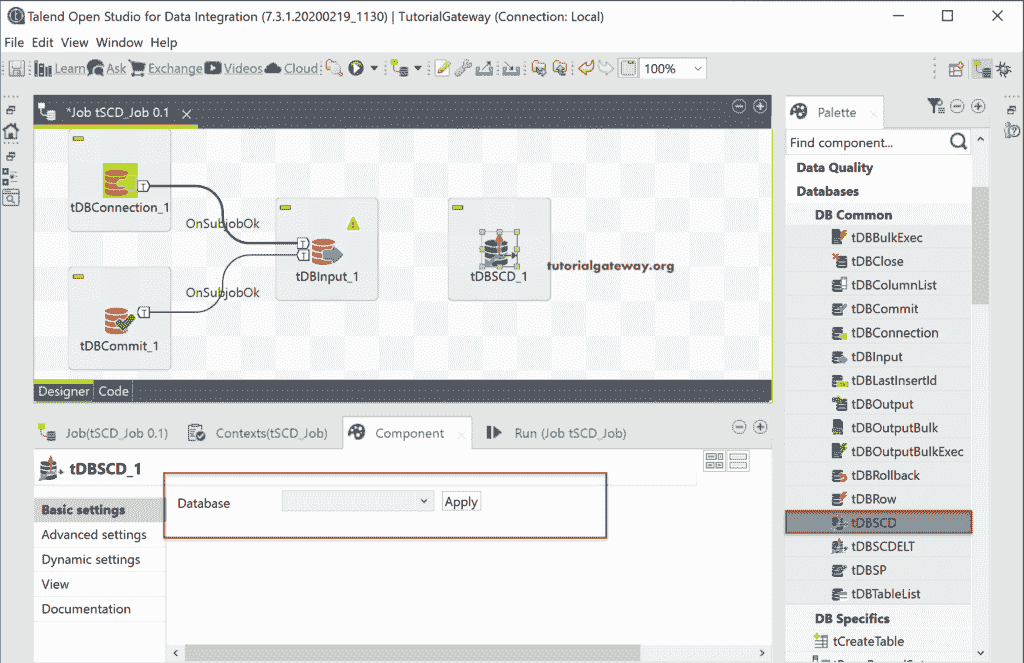 Talend Open Studio for Data Integration (7.3.1.20200219_1130) | TutorialGateway (Connection: Local)
File Edit View Window Help
Learn Ask Exchange Videos Cloud 100%
*Job tSCD_Job 0.1
tDBConnection_1
OnSubjobOk
tDBInput_1
tDBSCD_1
tutorialgateway.org
OnSubjobOk
tDBCommit_1
Designer Code
Palette
Find component...
Data Quality
Databases
DB Common
tDBBulkExec
tDBClose
tDBColumnList
tDBCommit
tDBConnection
tDBInput
tDBLastInsertId
tDBOutput
tDBOutputBulk
tDBOutputBulkExec
tDBRollback
tDBRow
tDBSCD
tDBSCDELT
tDBSP
tDBTableList
DB Specifics
tCreateTable
Job(tSCD_Job 0.1) Contexts(tSCD_Job) Component Run (Job tSCD_Job)
tDBSCD_1
Basic settings
Advanced settings
Dynamic settings
View
Documentation
Database Apply